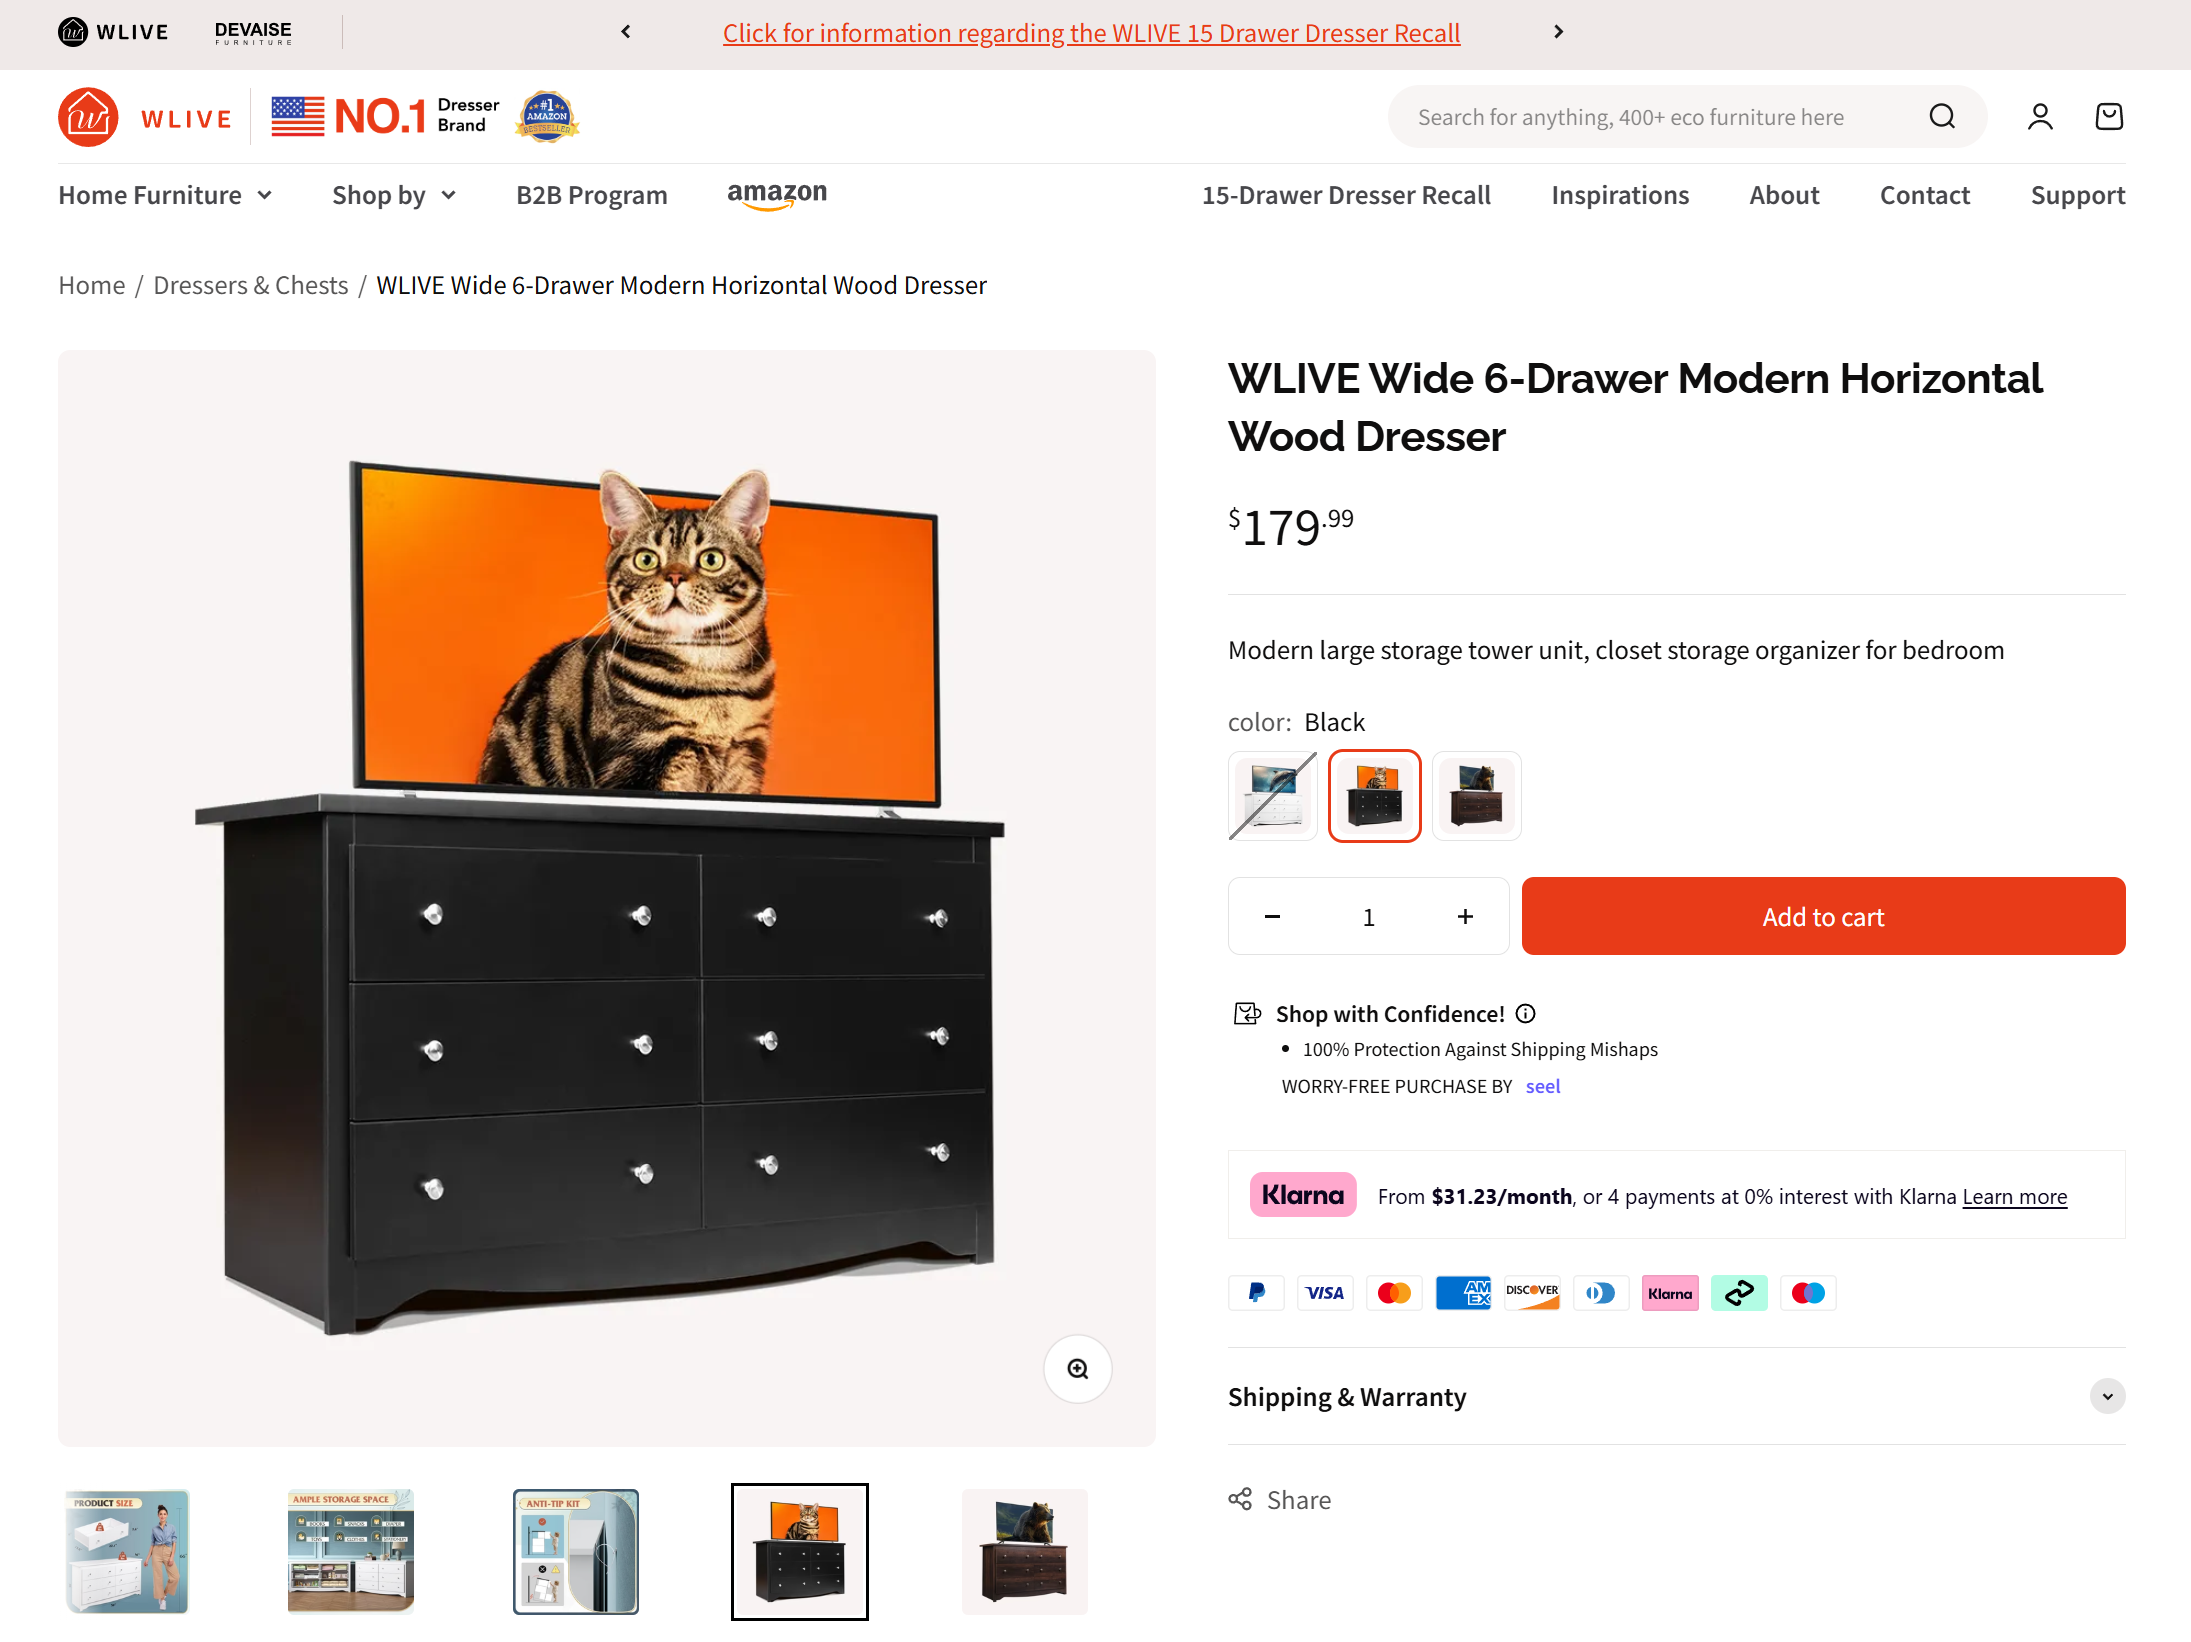 WLIVE
DEVAISE
FURNITURE
Click for information regarding the WLIVE 15 Drawer Dresser Recall
WLIVE
NO.1
Dresser
Brand
#1
AMAZON
BESTSELLER
Search for anything, 400+ eco furniture here
Home Furniture
Shop by
B2B Program
amazon
15-Drawer Dresser Recall
Inspirations
About
Contact
Support
Home / Dressers & Chests / WLIVE Wide 6-Drawer Modern Horizontal Wood Dresser
WLIVE Wide 6-Drawer Modern Horizontal
Wood Dresser
$179.99
Modern large storage tower unit, closet storage organizer for bedroom
color: Black
1
Add to cart
Shop with Confidence!
• 100% Protection Against Shipping Mishaps
WORRY-FREE PURCHASE BY seel
Klarna
From $31.23/month, or 4 payments at 0% interest with Klarna Learn more
VISA
AMEX
DISCOVER
Klarna
Shipping & Warranty
Share
PRODUCT SIZE
AMPLE STORAGE SPACE
ANTI-TIP KIT